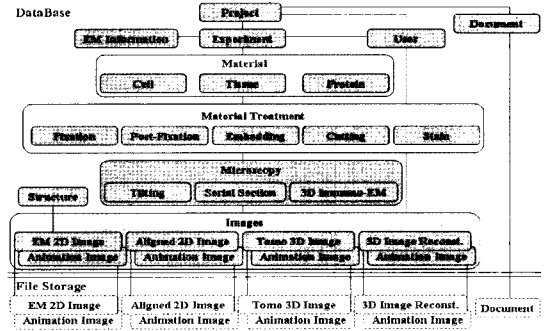 DataBase
Project
Document
EM Information
Experiment
User
Material
Cell
Tissue
Protein
Material Treatment
Fixation
Post-Fixation
Embedding
Cutting
Stain
Microscopy
Tilting
Serial Section
3D Immuno-EM
Structure
Images
EM 2D Image
Aligned 2D Image
Tomo 3D Image
3D Image Reconst.
Animation Image
Animation Image
Animation Image
Animation Image
File Storage
EM 2D Image
Aligned 2D Image
Tomo 3D Image
3D Image Reconst.
Document
Animation Image
Animation Image
Animation Image
Animation Image